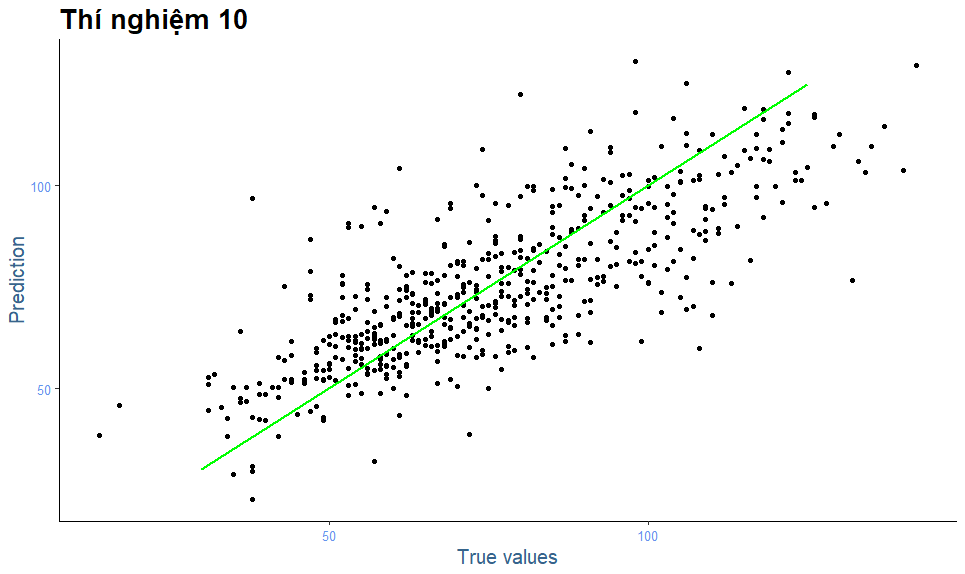 Thí nghiệm 10
Prediction
100
50
50
100
True values